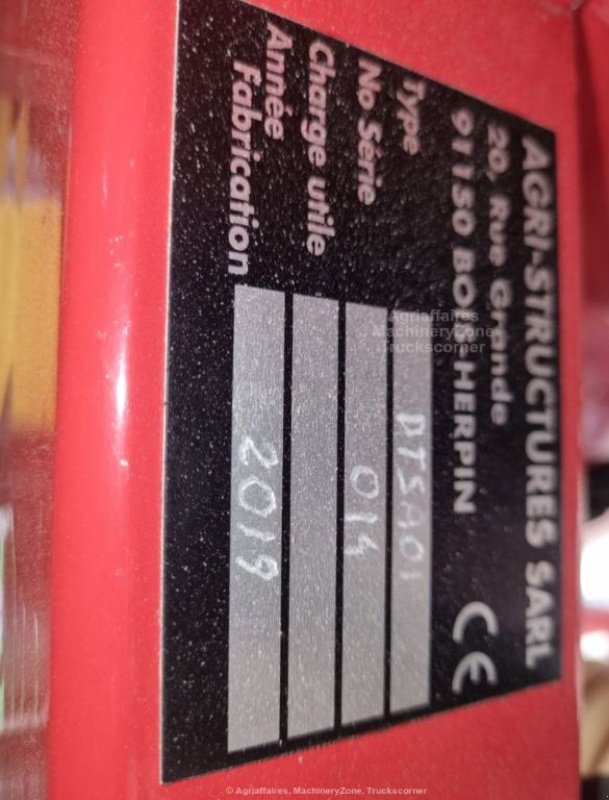 AGRI-STRUCTURES SARL
20, Rue Grande
91150 BOIS-HERPIN
CE
Type DTSA01
No Série 014
Charge utile
Année
Fabrication 2019
Agriaffaires
MachineryZone
Truckscorner
© Agriaffaires, MachineryZone, Truckscorner